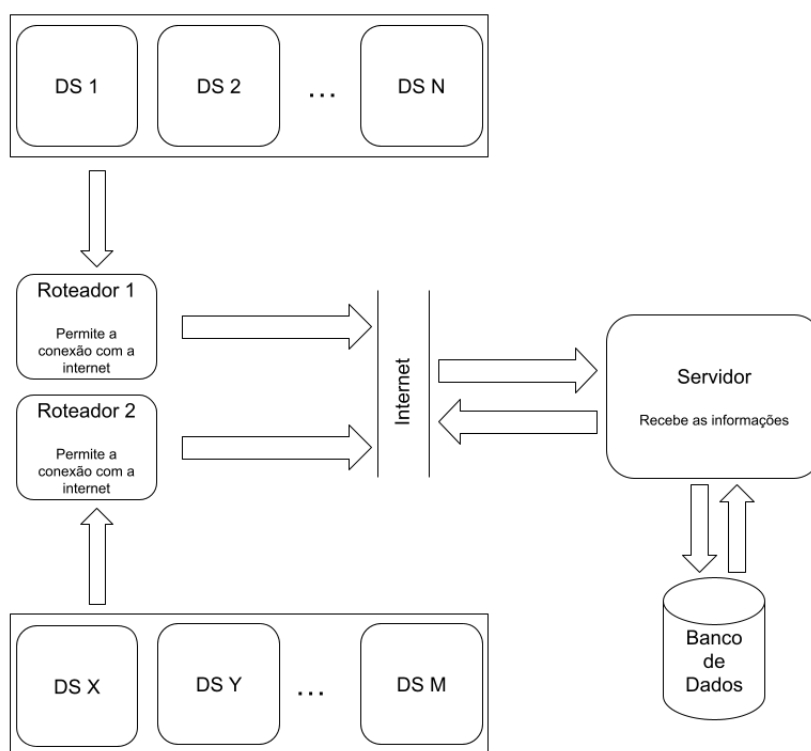 DS 1
DS 2
...
DS N
Roteador 1
Permite a
conexão com a
internet
Roteador 2
Permite a
conexão com a
internet
Internet
Servidor
Recebe as informações
Banco
de
Dados
DS X
DS Y
...
DS M